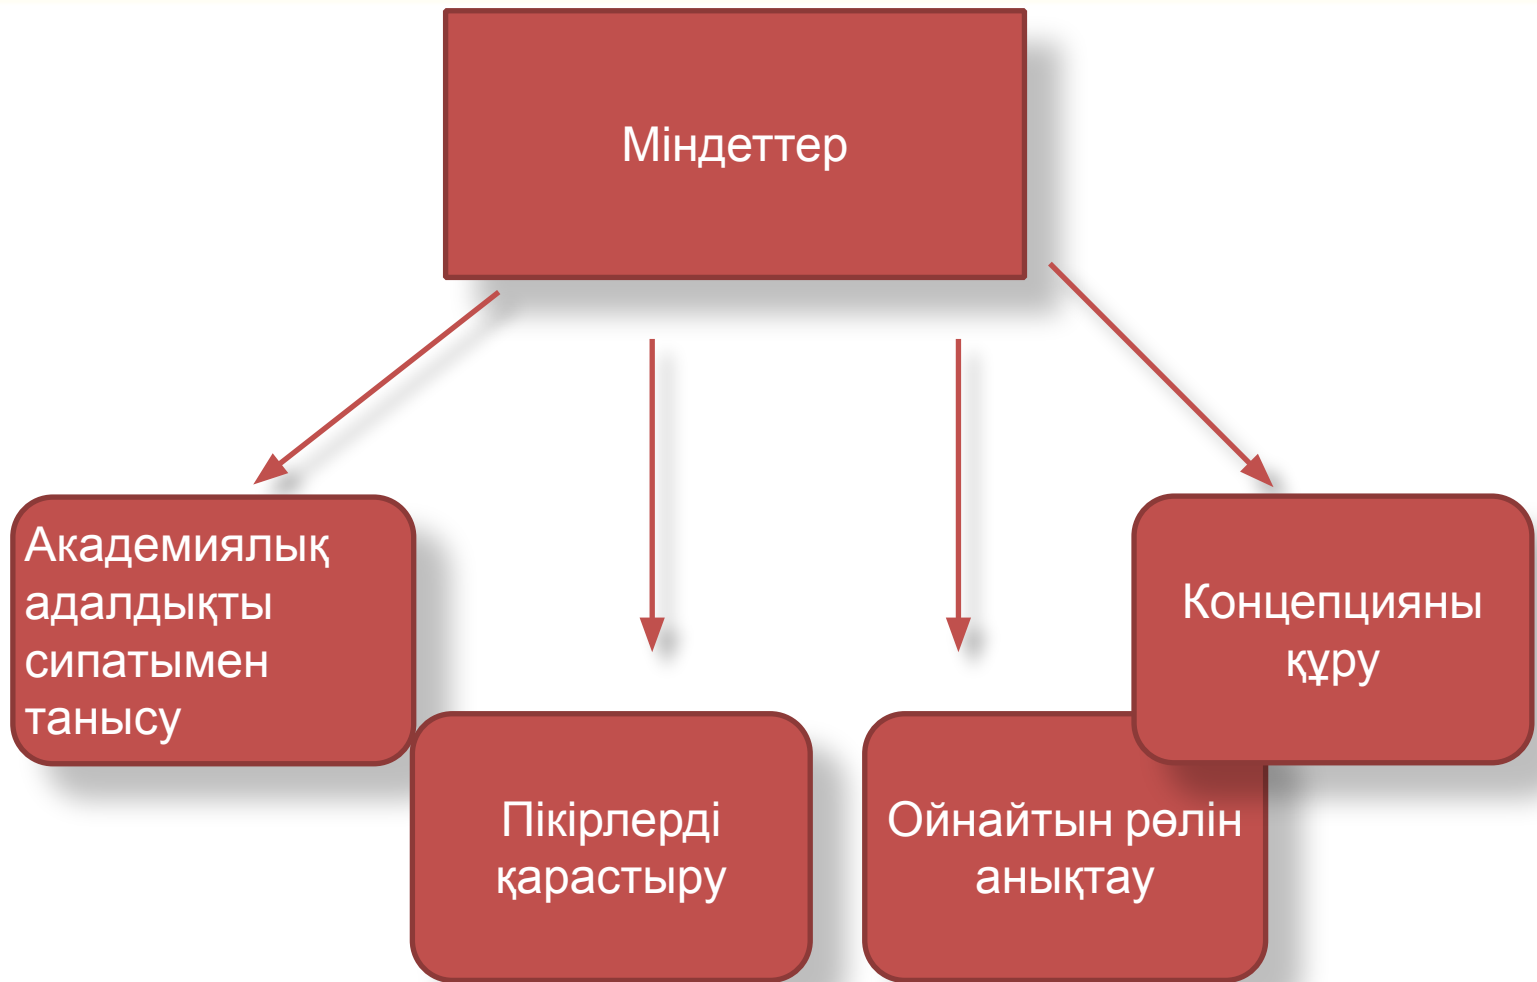 Міндеттер
Академиялық
адалдықты
сипатымен
танысу
Пікірлерді
қарастыру
Ойнайтын рөлін
анықтау
Концепцияны
құру